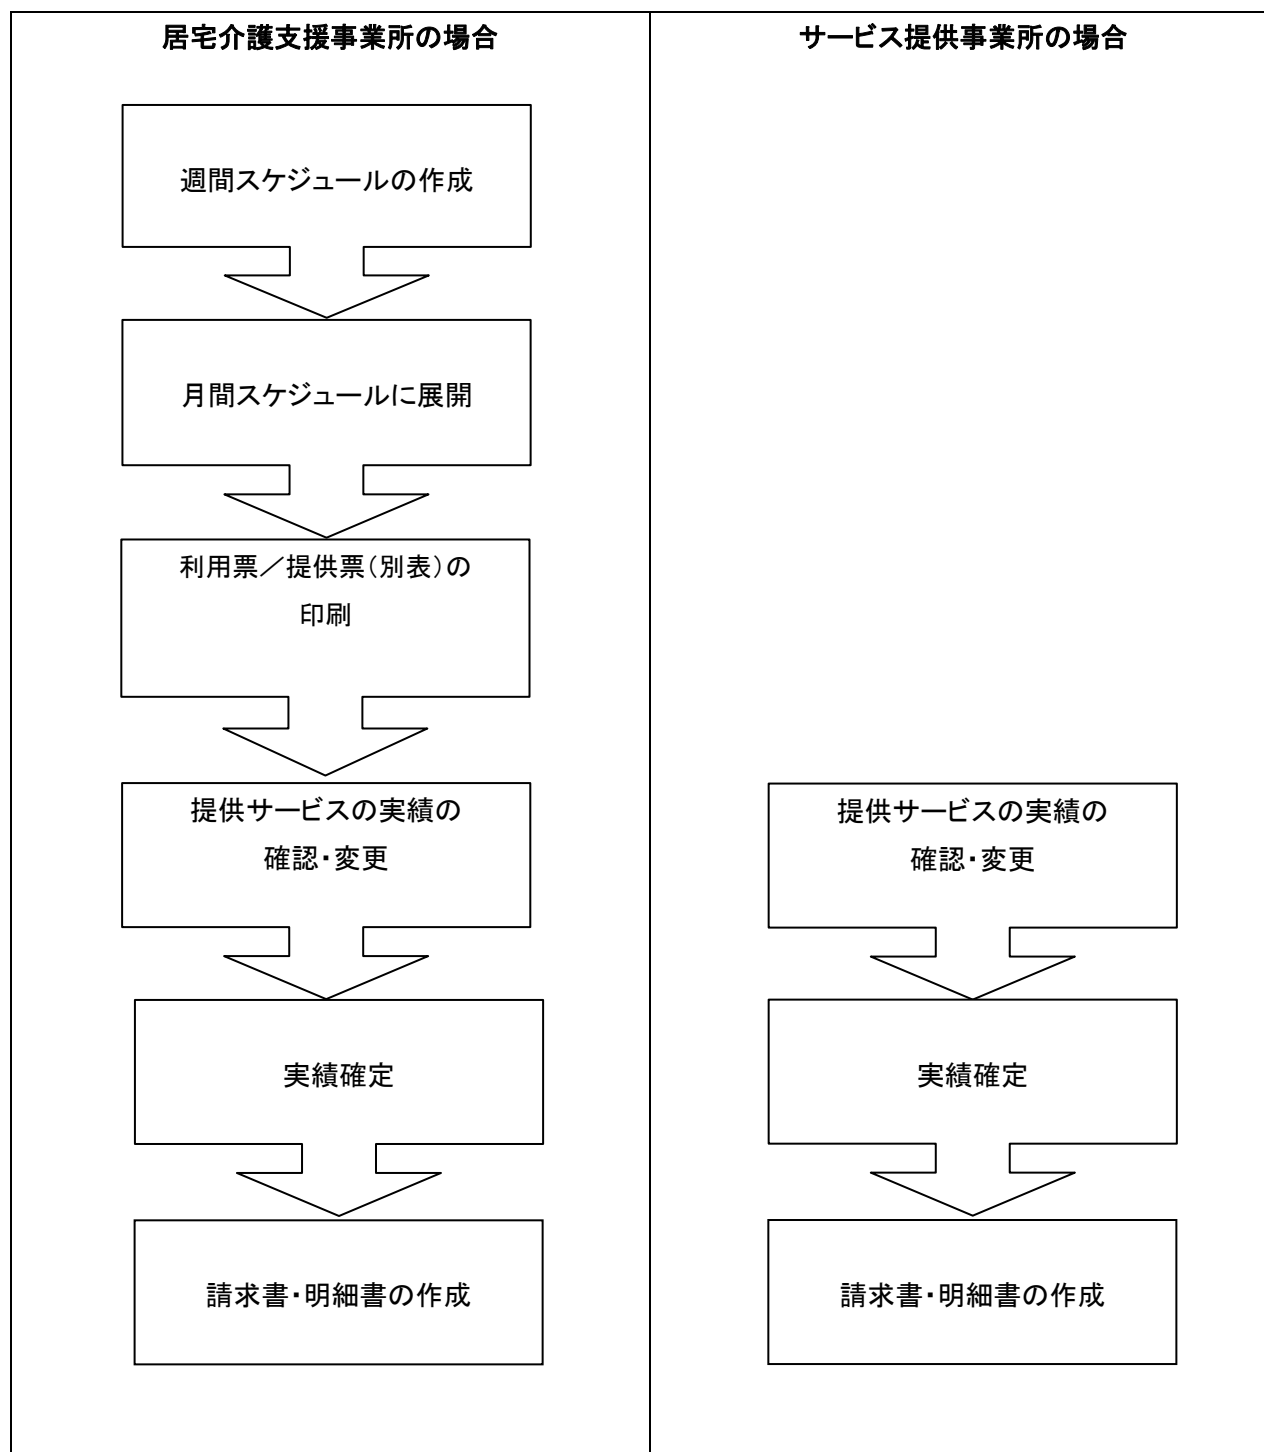 居宅介護支援事業所の場合
週間スケジュールの作成
月間スケジュールに展開
利用票／提供票（別表）の
印刷
提供サービスの実績の
確認・変更
実績確定
請求書・明細書の作成
サービス提供事業所の場合
提供サービスの実績の
確認・変更
実績確定
請求書・明細書の作成